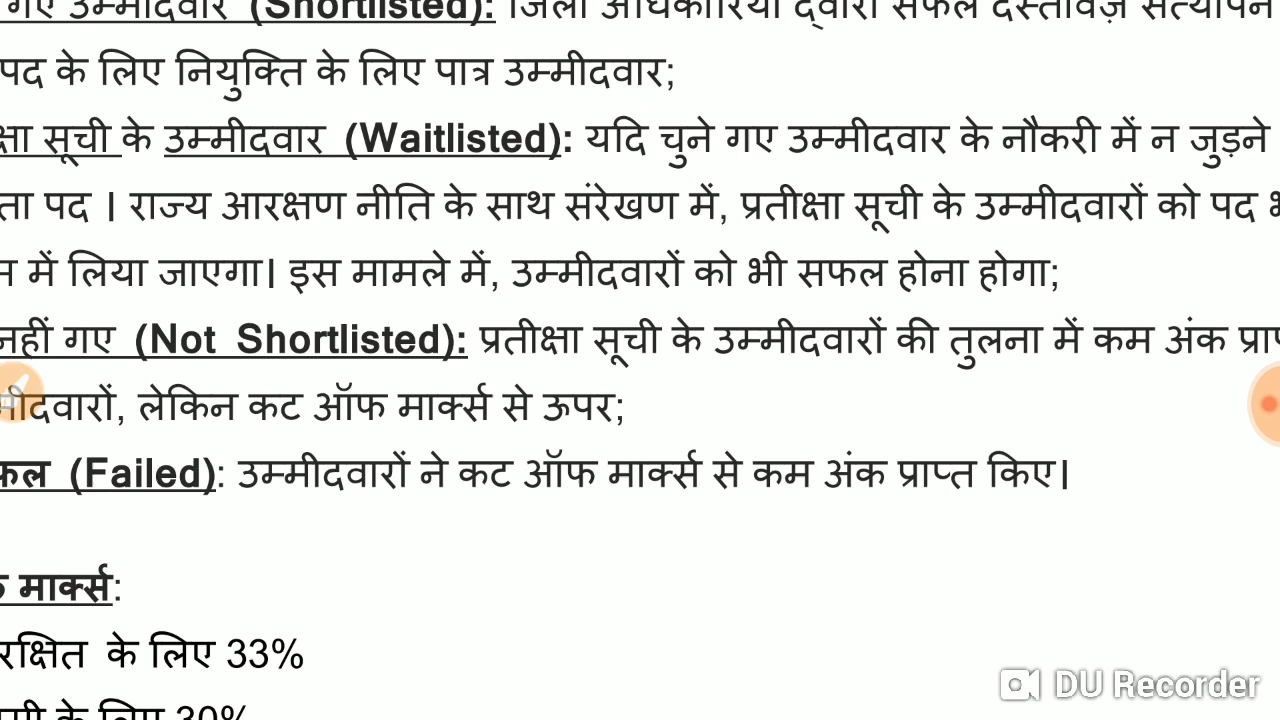 गए उम्मीदवार (Shortlisted): जिला अधिकारियों द्वारा सफल दस्तावेज़ सत्यापन
पद के लिए नियुक्ति के लिए पात्र उम्मीदवार;
क्षा सूची के उम्मीदवार (Waitlisted): यदि चुने गए उम्मीदवार के नौकरी में न जुड़ने
ता पद । राज्य आरक्षण नीति के साथ संरेखण में, प्रतीक्षा सूची के उम्मीदवारों को पद
में लिया जाएगा। इस मामले में, उम्मीदवारों को भी सफल होना होगा;
नहीं गए (Not Shortlisted): प्रतीक्षा सूची के उम्मीदवारों की तुलना में कम अंक
मीदवारों, लेकिन कट ऑफ मार्क्स से ऊपर;
फल (Failed): उम्मीदवारों ने कट ऑफ मार्क्स से कम अंक प्राप्त किए।
मार्क्स:
रक्षित के लिए 33%
के लिए 30%
DU Recorder